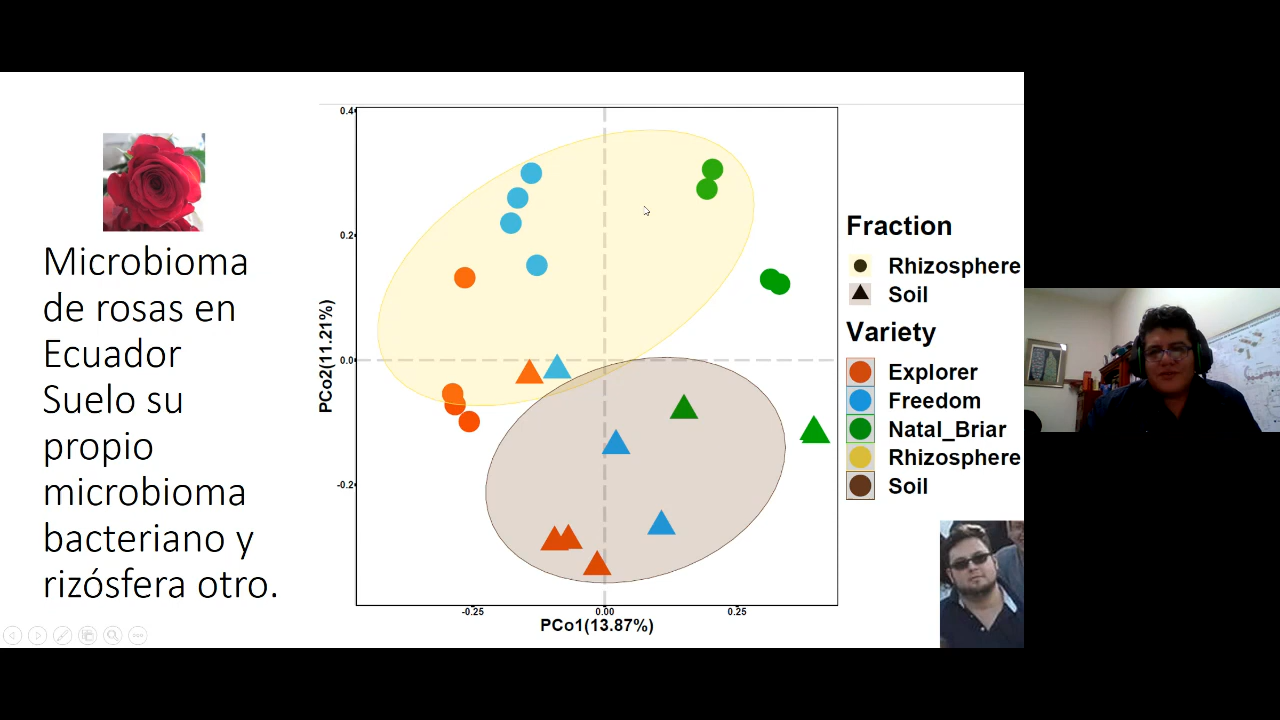 Microbioma
de rosas en
Ecuador
Suelo su
propio
microbioma
bacteriano y
rizósfera otro.
0.4
0.2
0.0
-0.2
PCo2(11.21%)
-0.25
0.00
0.25
PCo1(13.87%)
Fraction
Rhizosphere
Soil
Variety
Explorer
Freedom
Natal_Briar
Rhizosphere
Soil